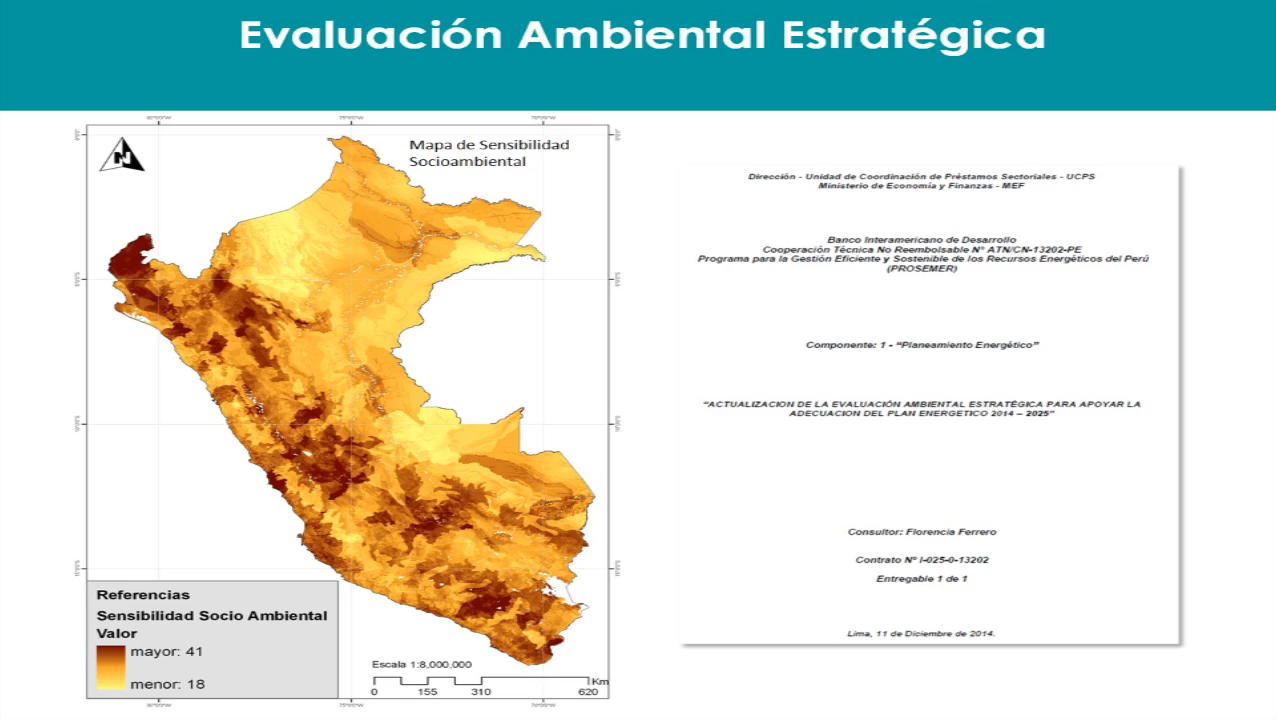 Evaluación Ambiental Estratégica
Mapa de Sensibilidad
Socioambiental
N
Referencias
Sensibilidad Socio Ambiental
Valor
mayor: 41
menor: 18
Escala 1:8,000,000
Km
0 155 310 620
Dirección - Unidad de Coordinación de Préstamos Sectoriales - UCPS
Ministerio de Economía y Finanzas - MEF
Banco Interamericano de Desarrollo
Cooperación Técnica No Reembolsable N° ATN/CN-13202-PE
Programa para la Gestión Eficiente y Sostenible de los Recursos Energéticos del Perú
(PROSEMER)
Componente: 1 - “Planeamiento Energético”
“ACTUALIZACION DE LA EVALUACIÓN AMBIENTAL ESTRATÉGICA PARA APOYAR LA
ADECUACION DEL PLAN ENERGETICO 2014 – 2025”
Consultor: Florencia Ferrero
Contrato N° I-025-0-13202
Entregable 1 de 1
Lima, 11 de Diciembre de 2014.